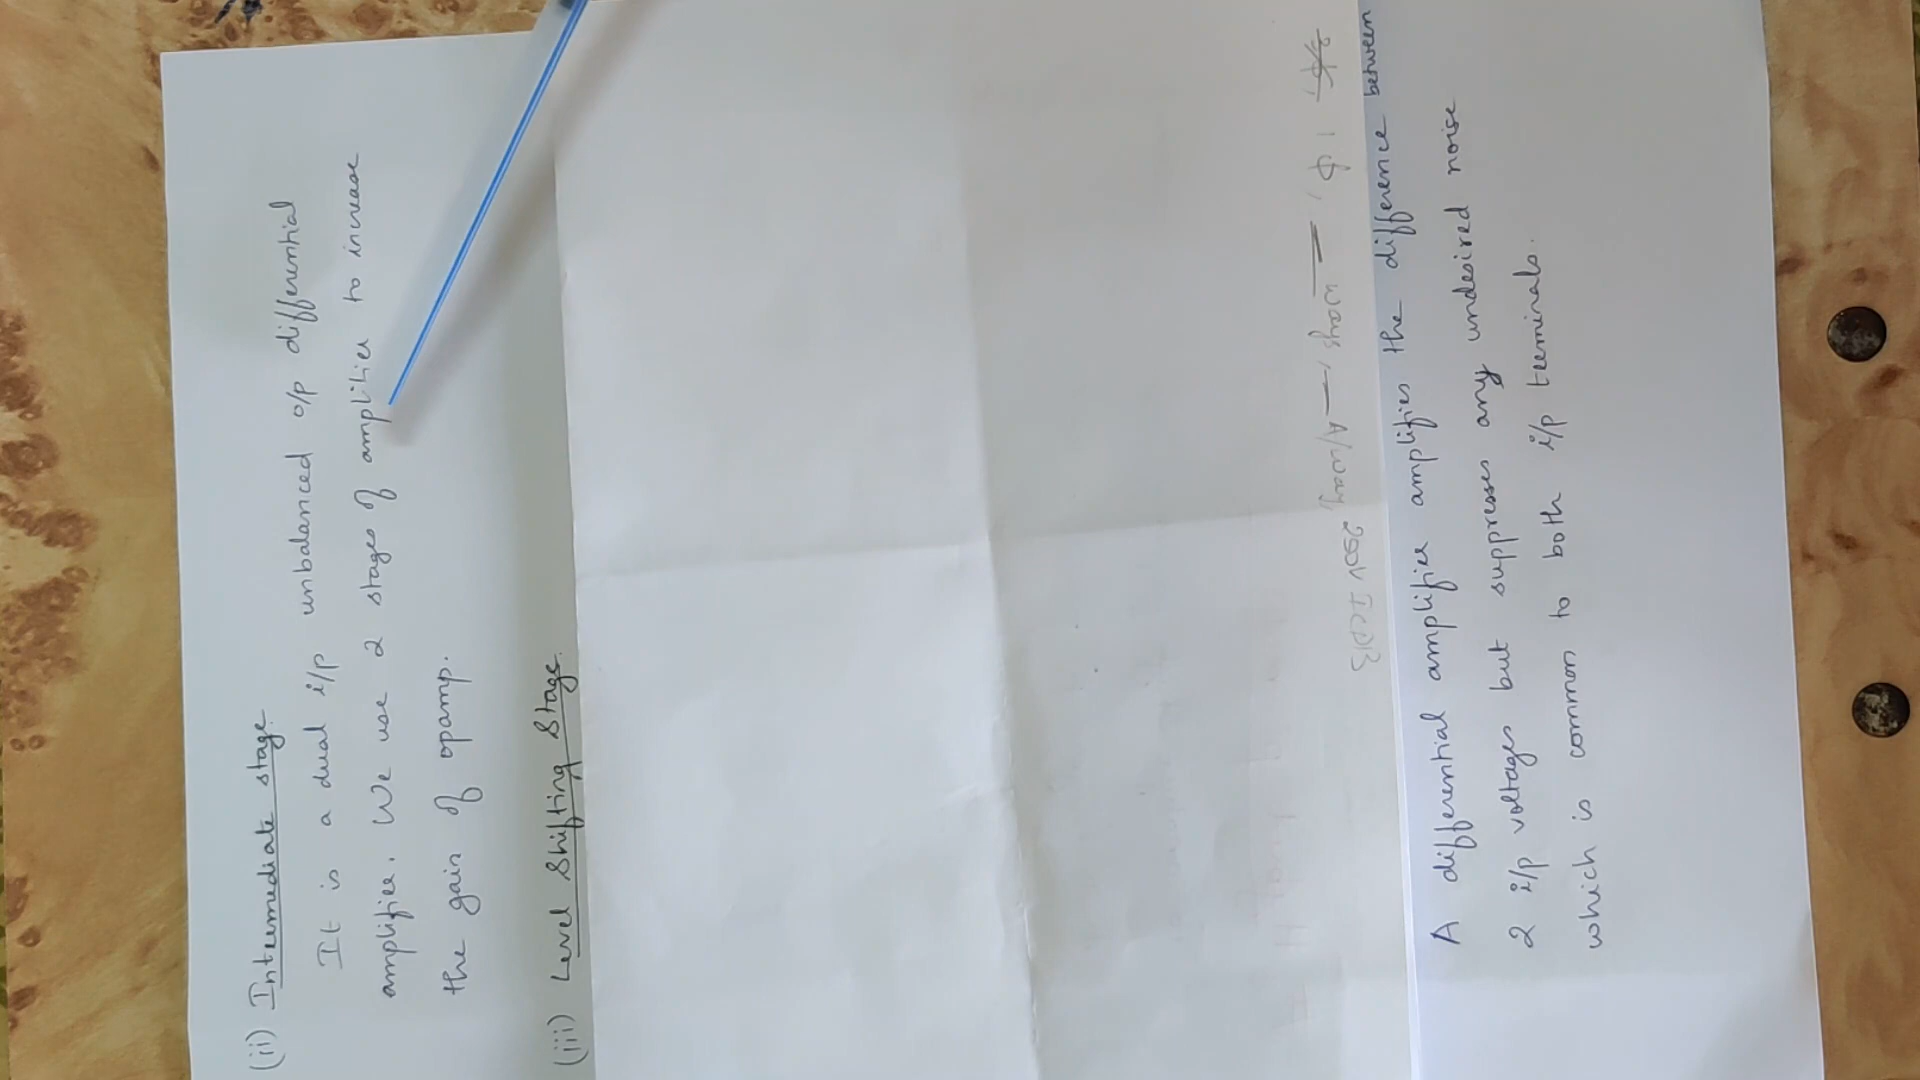 (ii) Intermediate stage.
It is a dual i/p unbalanced o/p differential
amplifier. We use 2 stages of amplifier to increase
the gain of opamp.
(iii) Level Shifting Stage.
A differential amplifier amplifies the difference between
2 i/p voltages but suppresses any undesired noise
which is common to both i/p terminals.